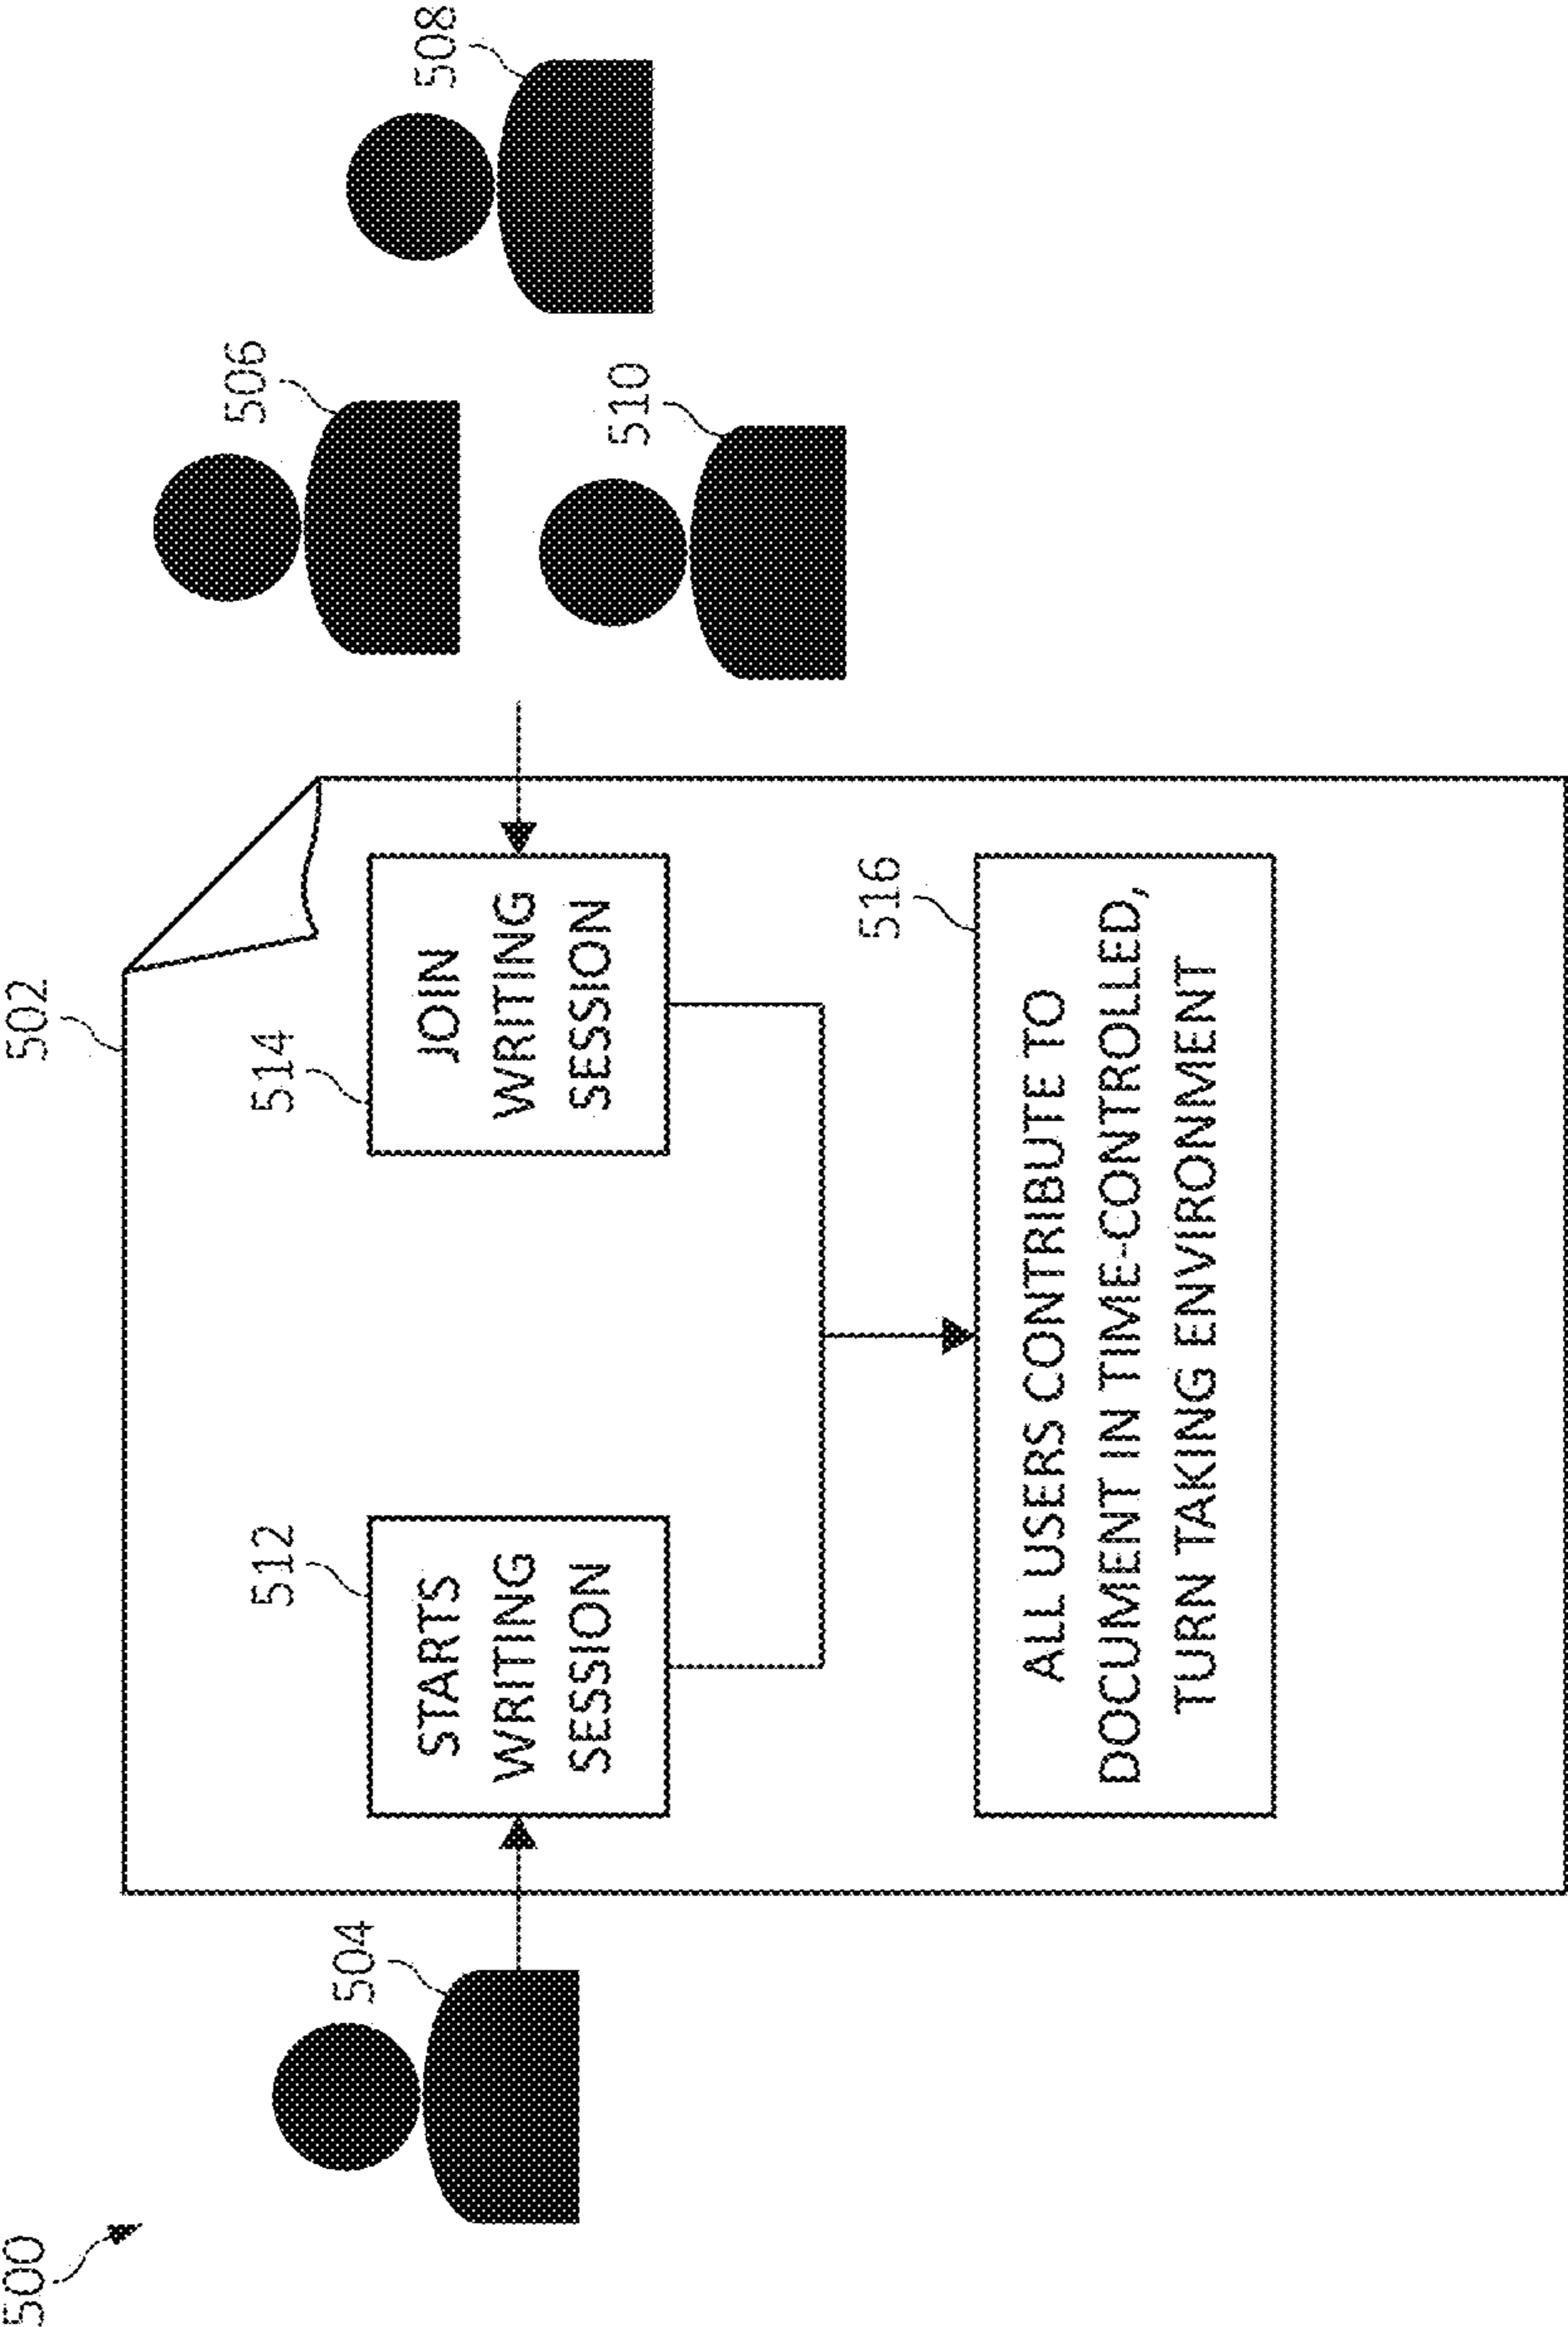 500
502
504
506
508
510
512
STARTS
WRITING
SESSION
514
JOIN
WRITING
SESSION
516
ALL USERS CONTRIBUTE TO
DOCUMENT IN TIME-CONTROLLED,
TURN TAKING ENVIRONMENT